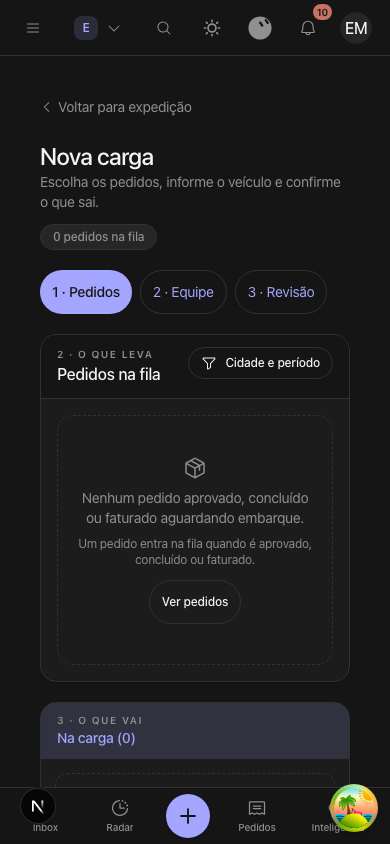 E
10
EM
Voltar para expedição
Nova carga
Escolha os pedidos, informe o veículo e confirme
o que sai.
0 pedidos na fila
1 · Pedidos
2 · Equipe
3 · Revisão
2 · O QUE LEVA
Pedidos na fila
Cidade e período
Nenhum pedido aprovado, concluído
ou faturado aguardando embarque.
Um pedido entra na fila quando é aprovado,
concluído ou faturado.
Ver pedidos
3 · O QUE VAI
Na carga (0)
N
Inbox
Radar
Pedidos
Intelig